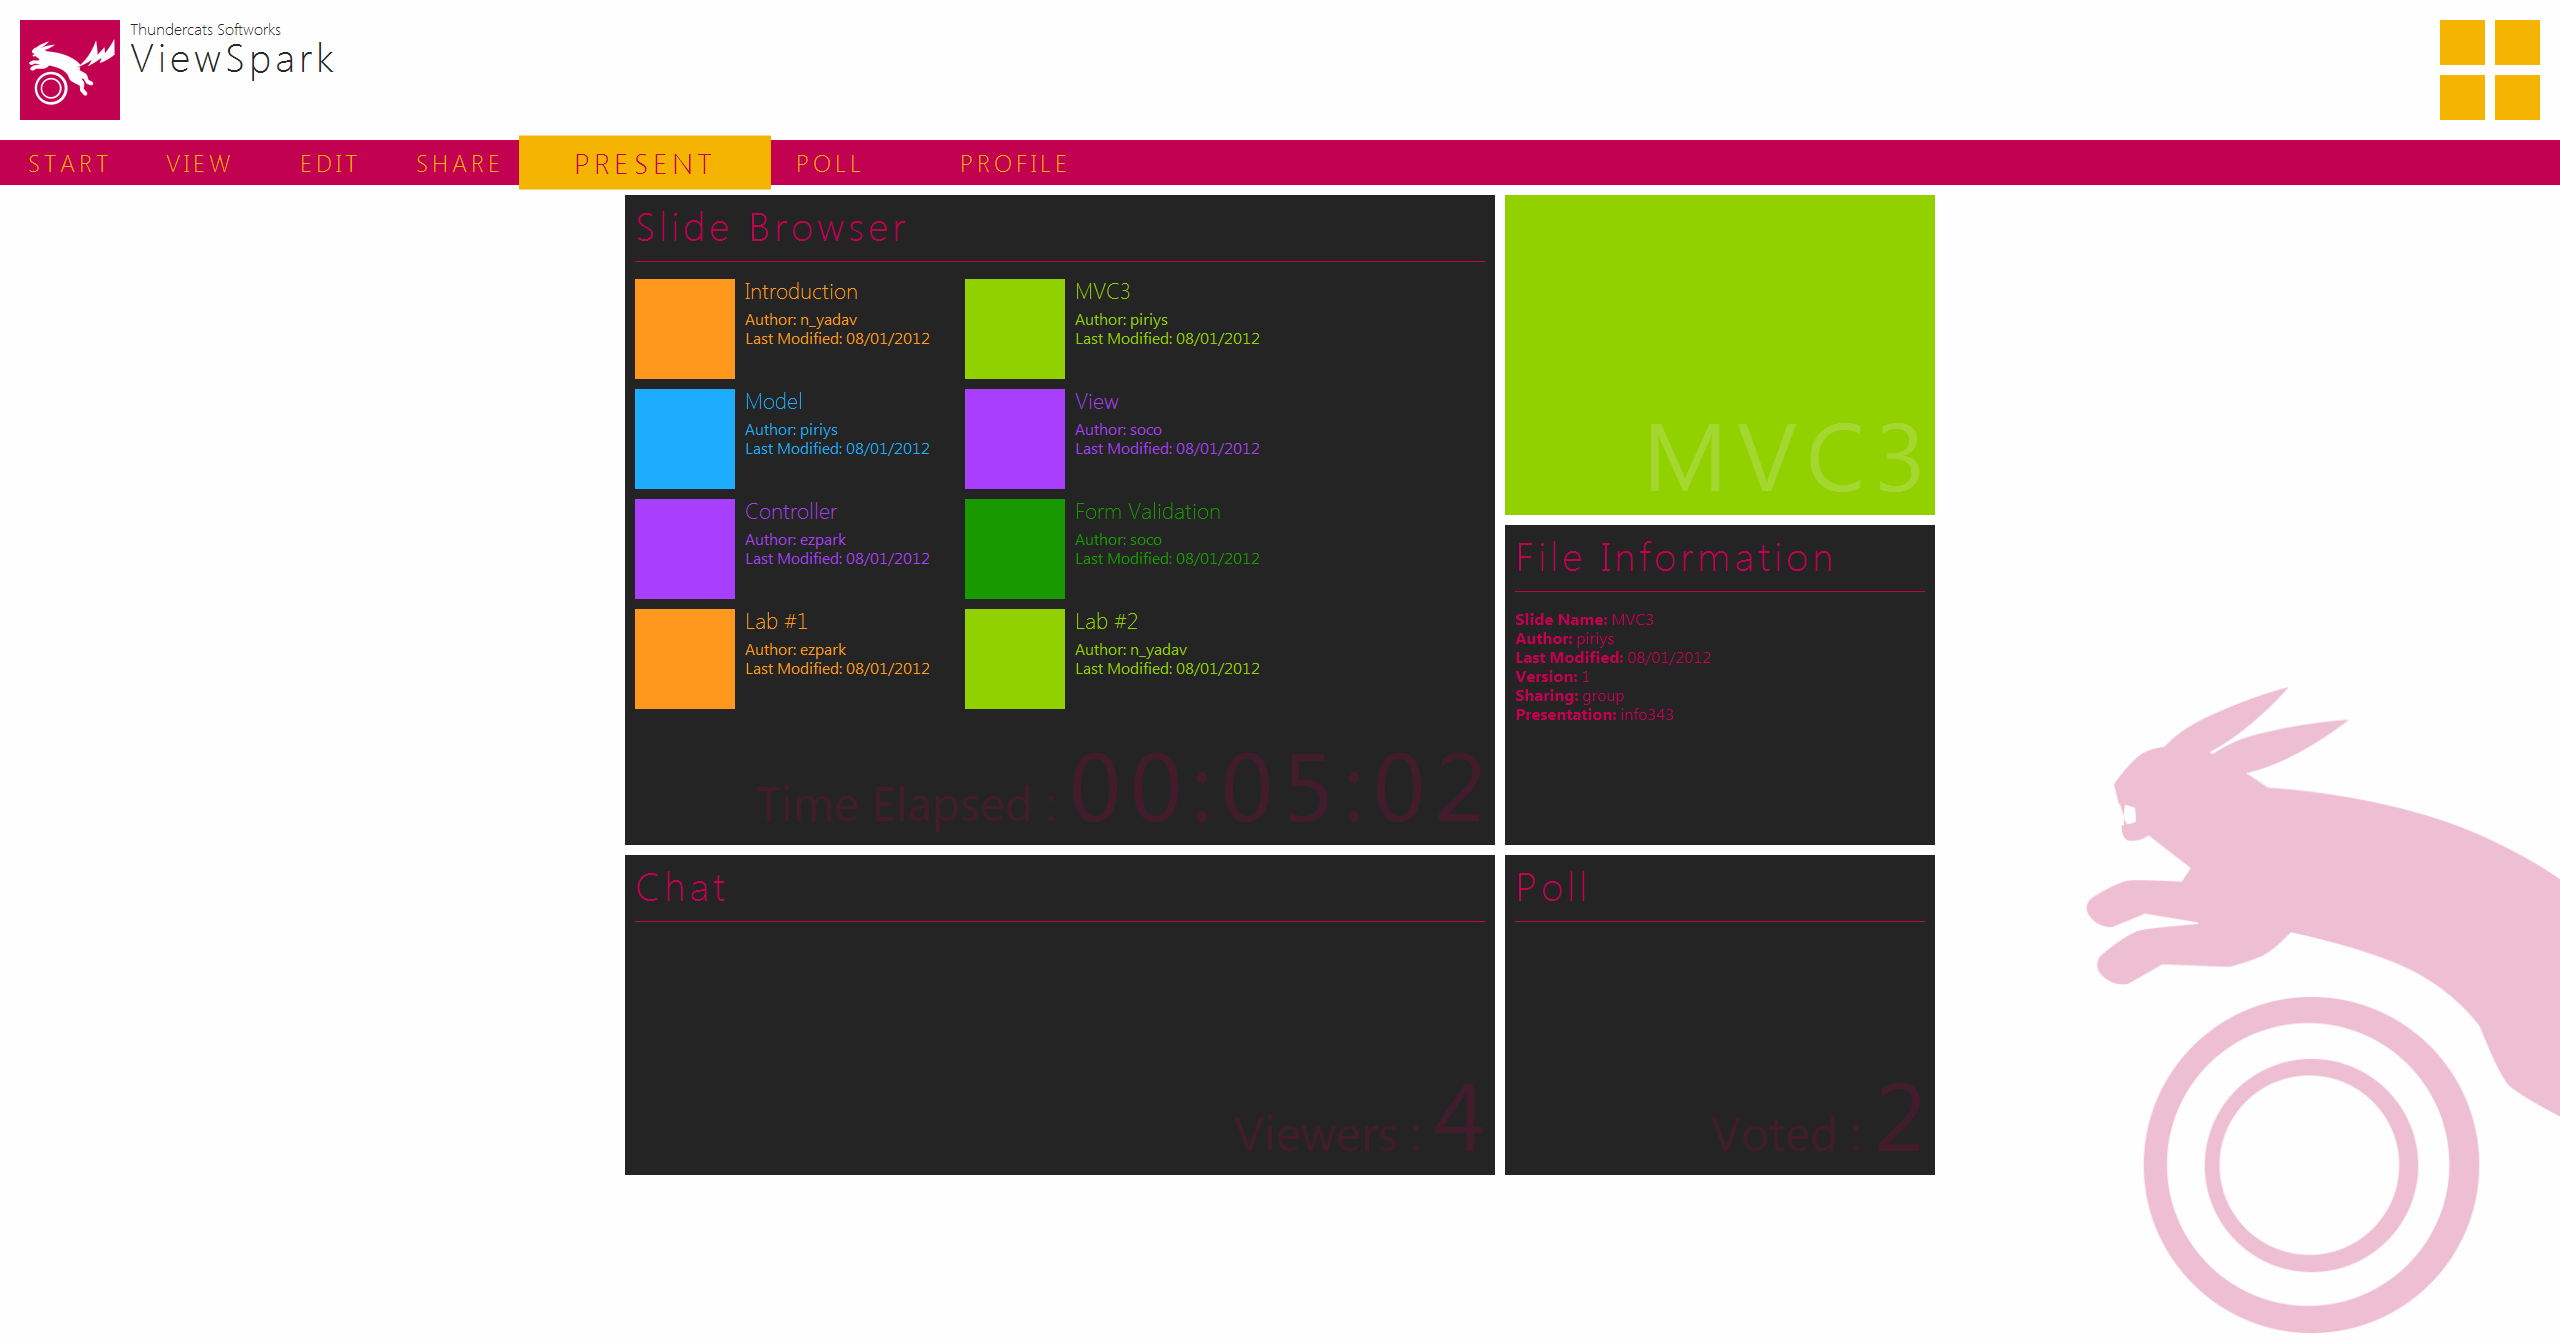 Thundercats Softworks
ViewSpark
START VIEW EDIT SHARE PRESENT POLL PROFILE
Slide Browser
Introduction
Author: n_yadav
Last Modified: 08/01/2012
MVC3
Author: piriys
Last Modified: 08/01/2012
Model
Author: piriys
Last Modified: 08/01/2012
View
Author: soco
Last Modified: 08/01/2012
Controller
Author: ezpark
Last Modified: 08/01/2012
Form Validation
Author: soco
Last Modified: 08/01/2012
Lab #1
Author: ezpark
Last Modified: 08/01/2012
Lab #2
Author: n_yadav
Last Modified: 08/01/2012
Time Elapsed : 00:05:02
MVC3
File Information
Slide Name: MVC3
Author: piriys
Last Modified: 08/01/2012
Version: 1
Sharing: group
Presentation: info343
Chat
Viewers : 4
Poll
Voted : 2